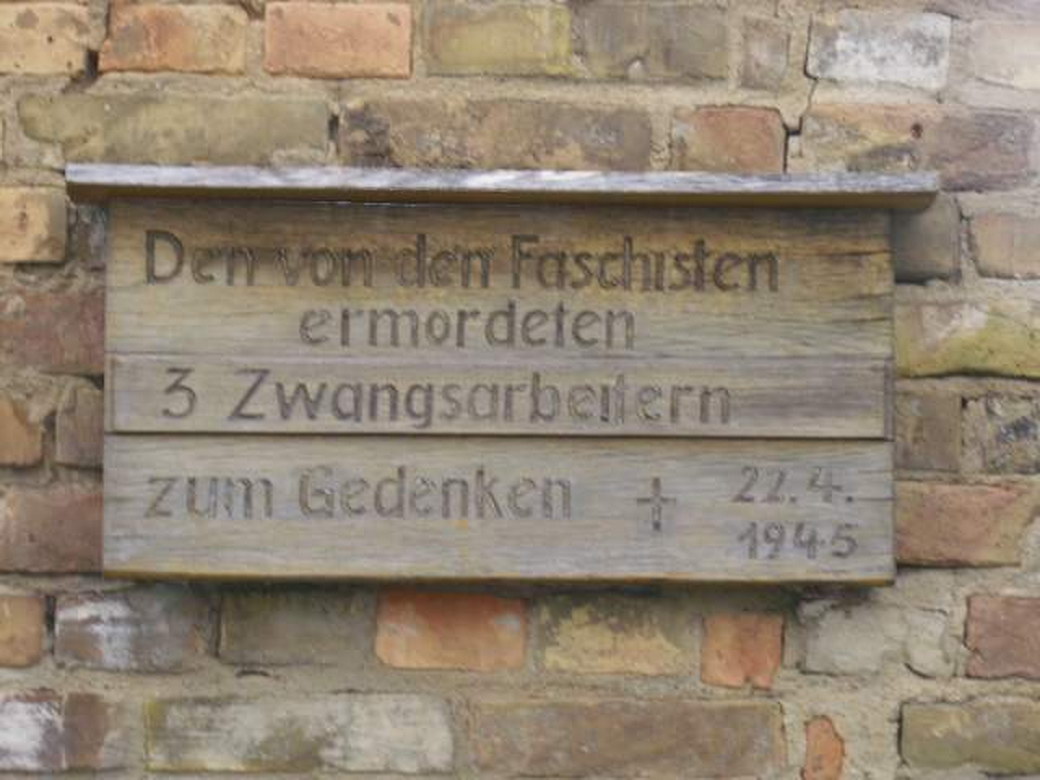 Den von den Faschisten
ermordeten
3 Zwangsarbeitern
zum Gedenken † 22.4.
1945